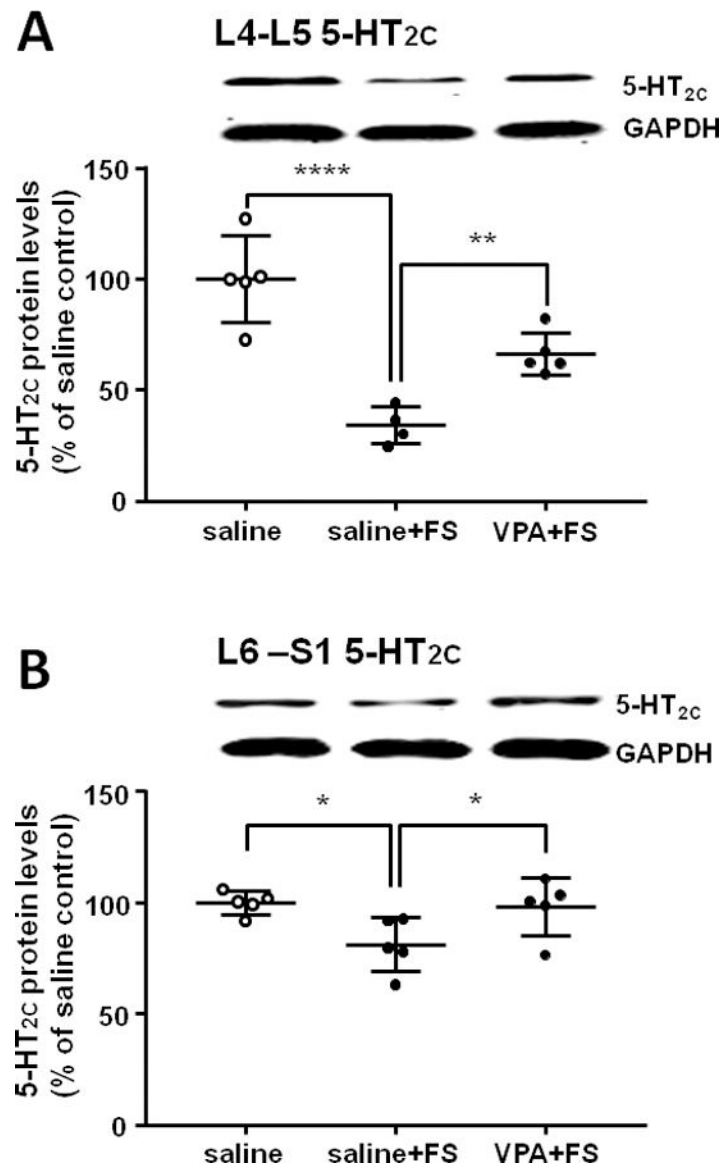 A
L4-L5 5-HT2C
5-HT2C
GAPDH
5-HT2C protein levels
(% of saline control)
150
100
50
0
****
**
saline
saline+FS
VPA+FS
B
L6 –S1 5-HT2C
5-HT2C
GAPDH
5-HT2C protein levels
(% of saline control)
150
100
50
0
*
*
saline
saline+FS
VPA+FS